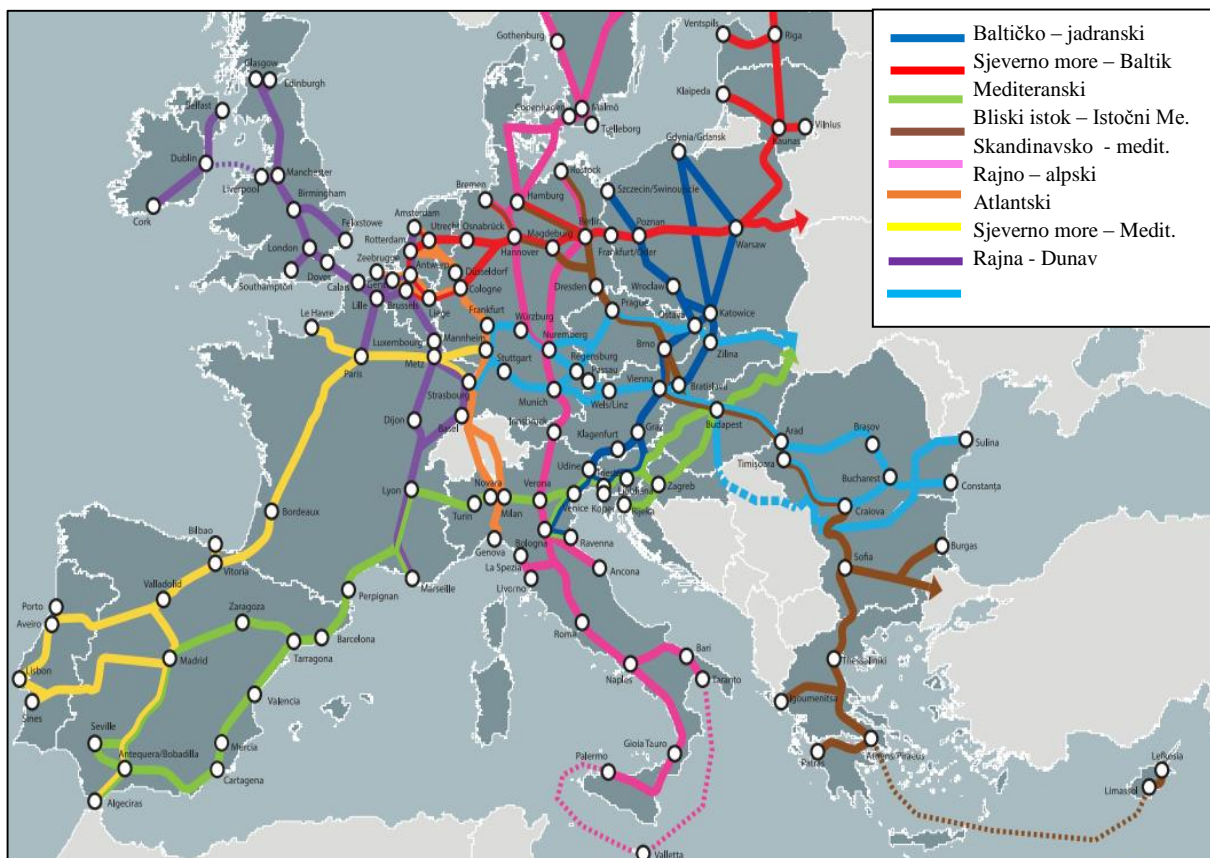 Baltičko – jadranski
Sjeverno more – Baltik
Mediteranski
Bliski istok – Istočni Me.
Skandinavsko - medit.
Rajno – alpski
Atlantski
Sjeverno more – Medit.
Rajna - Dunav
Ventspils
Riga
Gothenburg
Glasgow
Edinburgh
Klaipeda
Belfast
Copenhagen
Malmö
Trelleborg
Vilnius
Kaunas
Gdynia/Gdansk
Dublin
Manchester
Liverpool
Rostock
Szczecin/Swinoujscie
Bremen
Hamburg
Birmingham
Cork
Felixstowe
Amsterdam
Utrecht
Osnabrück
Berlin
Poznan
Warsaw
London
Rotterdam
Magdeburg
Hannover
Frankfurt/Oder
Zeebrugge
Antwerp
Düsseldorf
Dover
Southampton
Calais
Gent
Cologne
Dresden
Wroclaw
Lille
Brussels
Liege
Prague
Katowice
Le Havre
Frankfurt
Würzburg
Ostava
Luxembourg
Mannheim
Nuremberg
Brno
Stuttgart
Regensburg
Zilina
Paris
Metz
Passau
Vienna
Bratislava
Strasbourg
Munich
Wels/Linz
Dijon
Basel
Innsbruck
Klagenfurt
Graz
Budapest
Arad
Braşov
Sulina
Udine
Timişoara
Bucharest
Constanţa
Lyon
Novara
Verona
Ljubljana
Zagreb
Turin
Milan
Venice
Koper
Rijeka
Craiova
Bordeaux
Bilbao
Genova
Bologna
Ravenna
Sofia
Burgas
Vitoria
La Spezia
Ancona
Valladolid
Marseille
Livorno
Perpignan
Porto
Zaragoza
Aveiro
Roma
Barcelona
Tarragona
Bari
Madrid
Thessaloniki
Lisbon
Naples
Taranto
Valencia
Igoumenitsa
Sines
Seville
Mercia
Gioia Tauro
Palermo
Antequera/Bobadilla
Patras
Athens/Piraeus
Lefkosia
Cartagena
Limassol
Algeciras
Valletta